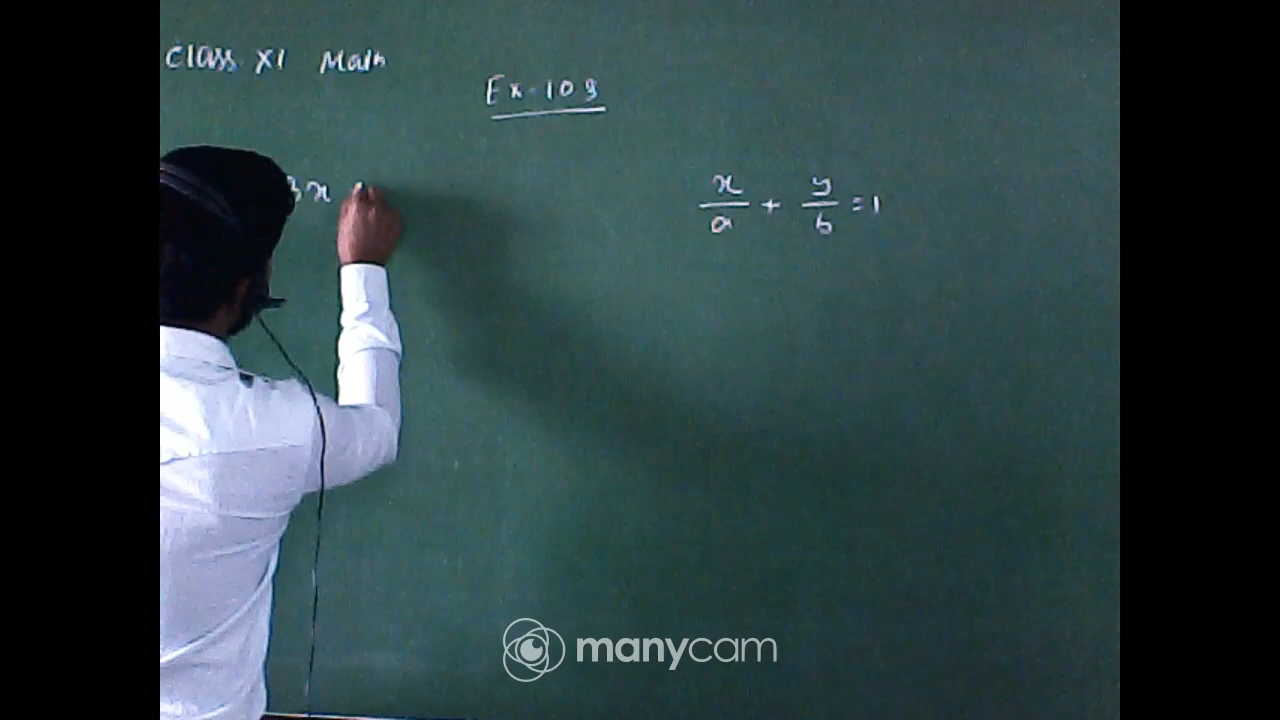 Class XI Math
Ex-10 3
3x
x/a + y/b = 1
manycam